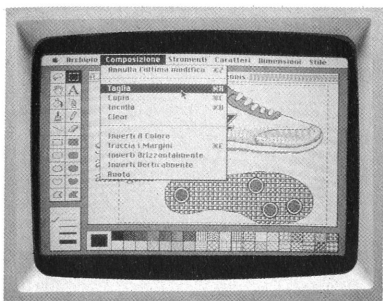 Archivio Composizione Strumenti Caratteri Dimensioni Stile
Annulla l'ultima modifica ⌘Z
Taglia
Copia ⌘C
Incolla
Clear
Inverti il Colore
Traccia i Margini ⌘E
Inverti Orizzontalmente
Inverti Verticalmente
Ruota
A